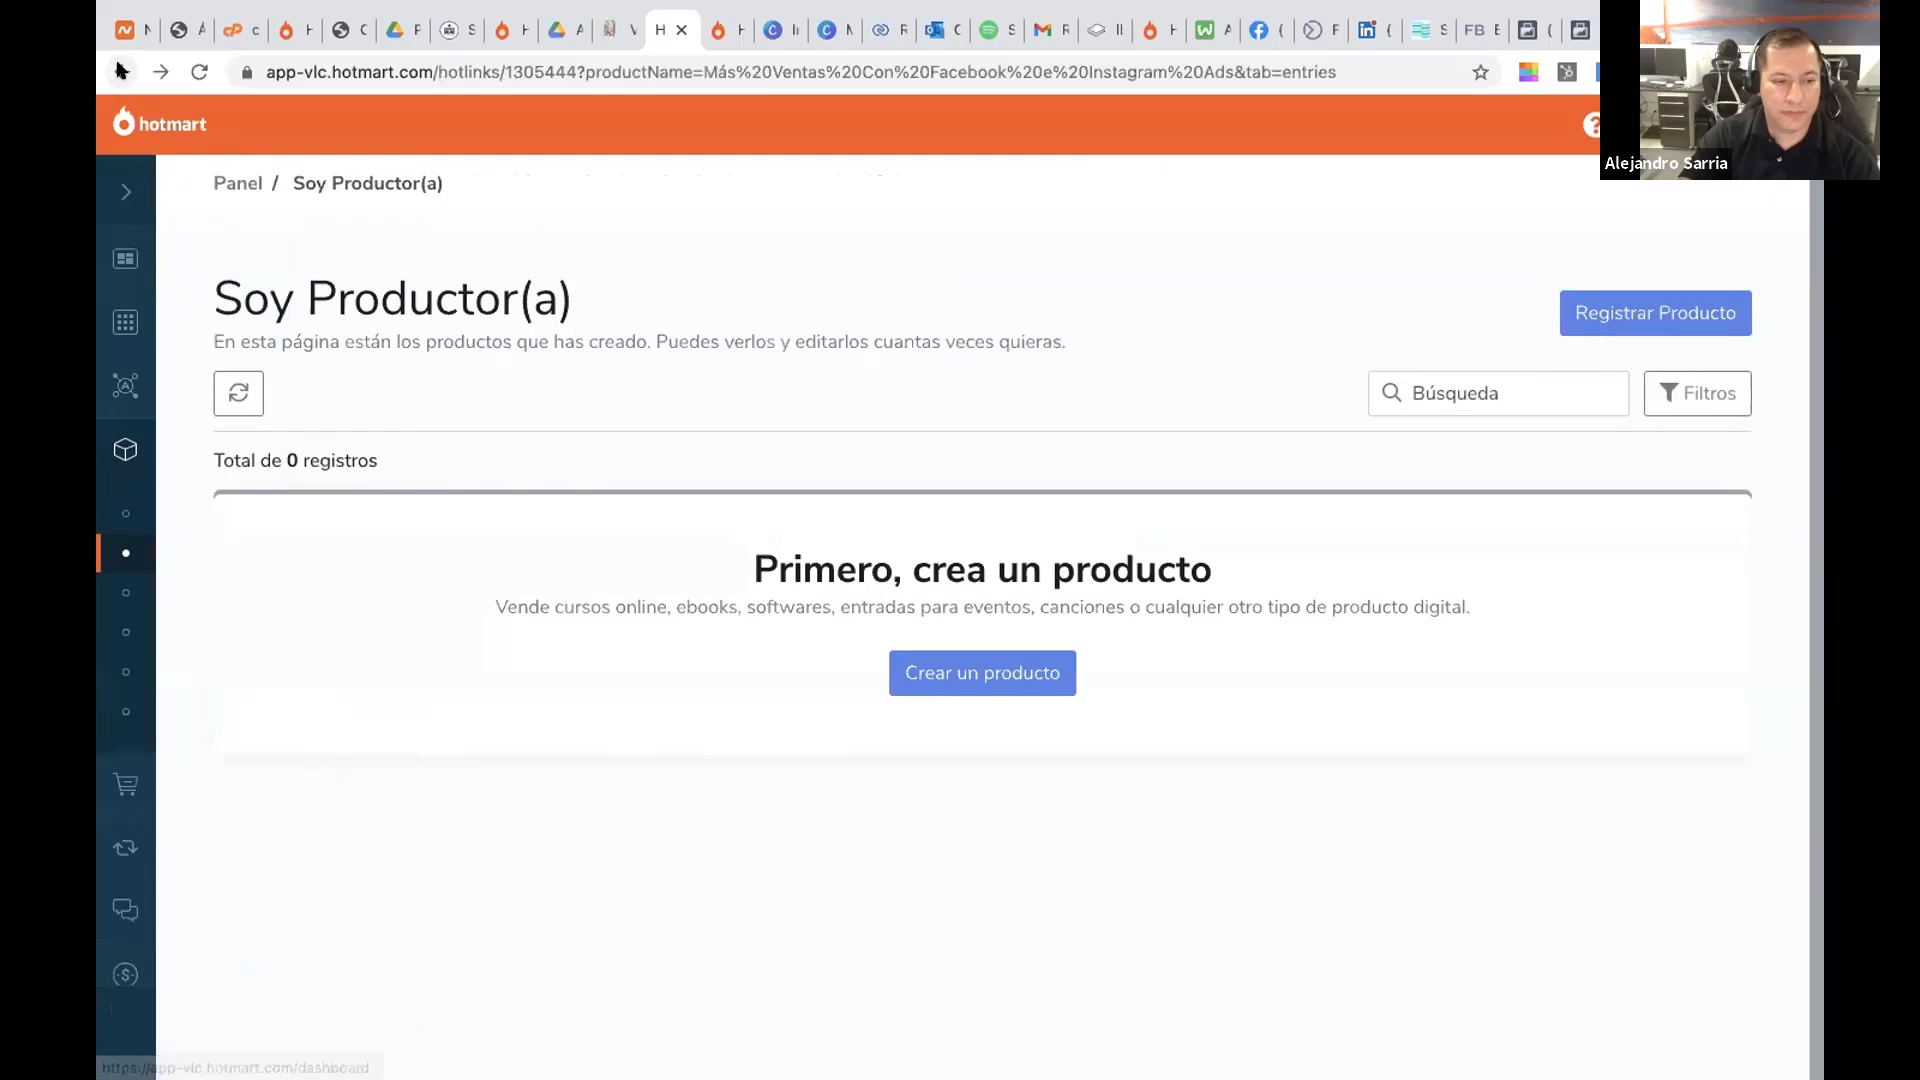 app-vlc.hotmart.com/hotlinks/1305444?productName=Más%20Ventas%20Con%20Facebook%20e%20Instagram%20Ads&tab=entries
hotmart
Alejandro Sarria
Panel / Soy Productor(a)
Soy Productor(a)
Registrar Producto
En esta página están los productos que has creado. Puedes verlos y editarlos cuantas veces quieras.
Búsqueda
Filtros
Total de 0 registros
Primero, crea un producto
Vende cursos online, ebooks, softwares, entradas para eventos, canciones o cualquier otro tipo de producto digital.
Crear un producto
https://app-vlc.hotmart.com/dashboard